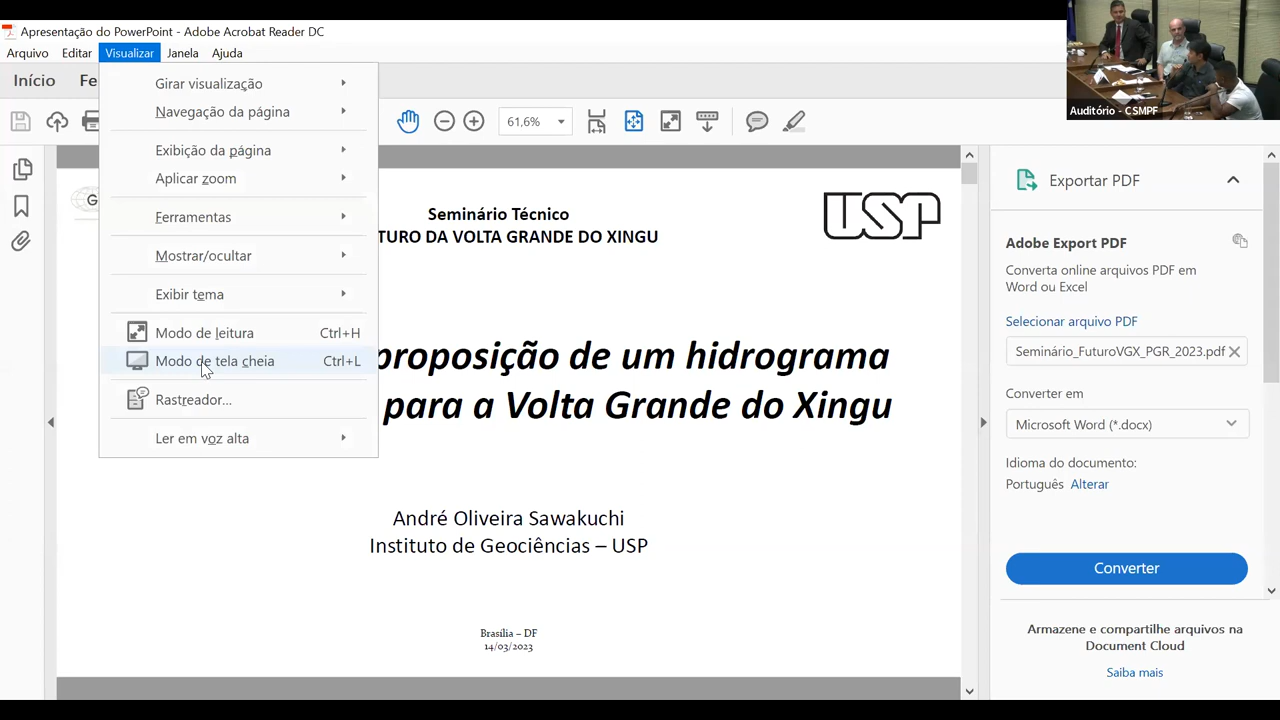 Apresentação do PowerPoint - Adobe Acrobat Reader DC
Arquivo Editar Visualizar Janela Ajuda
Início Fe
61,6%
Girar visualização
Navegação da página
Exibição da página
Aplicar zoom
Ferramentas
Mostrar/ocultar
Exibir tema
Modo de leitura Ctrl+H
Modo de tela cheia Ctrl+L
Rastreador...
Ler em voz alta
G
Seminário Técnico
TURO DA VOLTA GRANDE DO XINGU
USP
proposição de um hidrograma
para a Volta Grande do Xingu
André Oliveira Sawakuchi
Instituto de Geociências – USP
Brasília – DF
14/03/2023
Auditório - CSMPF
Exportar PDF
Adobe Export PDF
Converta online arquivos PDF em
Word ou Excel
Selecionar arquivo PDF
Seminário_FuturoVGX_PGR_2023.pdf
Converter em
Microsoft Word (*.docx)
Idioma do documento:
Português Alterar
Converter
Armazene e compartilhe arquivos na
Document Cloud
Saiba mais